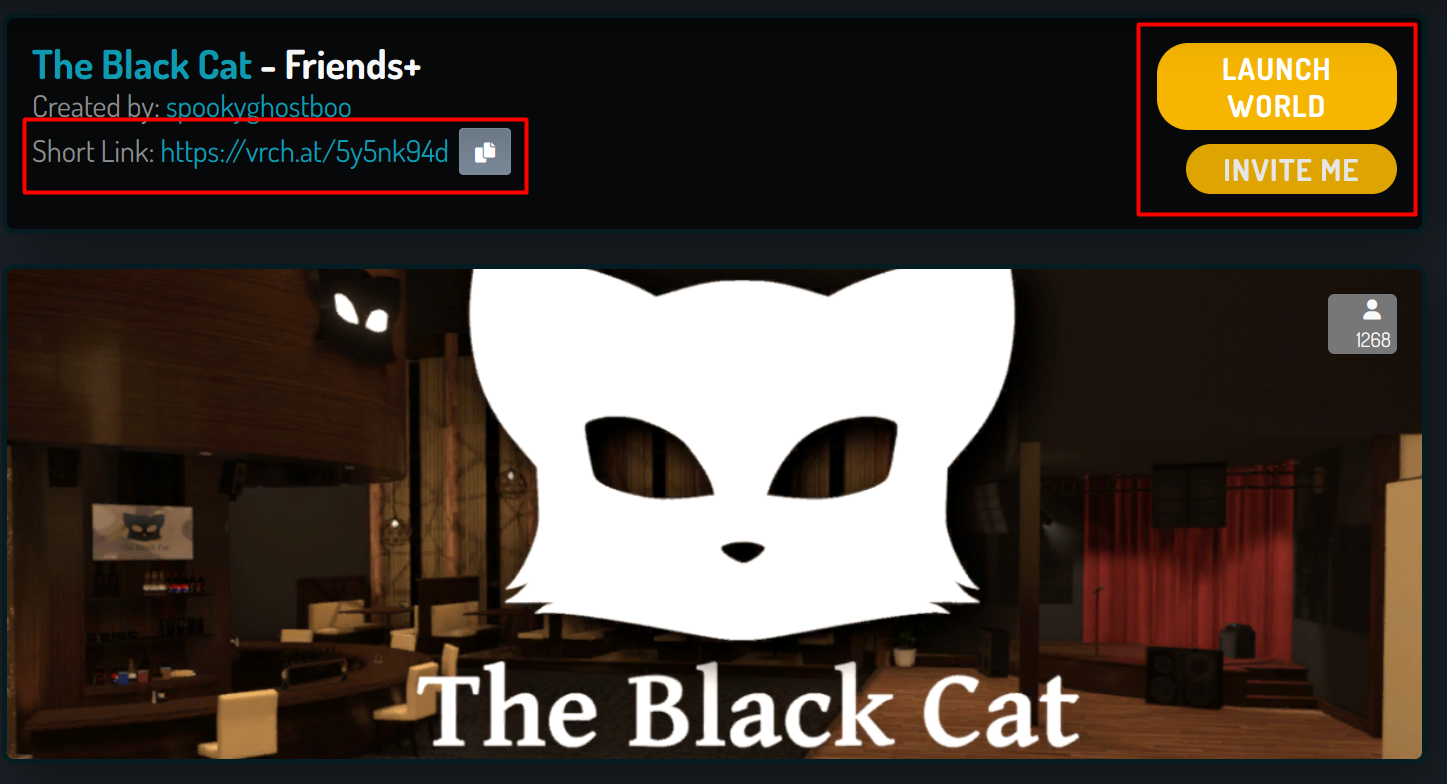 The Black Cat - Friends+
Created by: spookyghostboo
Short Link: https://vrch.at/5y5nk94d
LAUNCH
WORLD
INVITE ME
1268
The Black Cat
The Black Cat